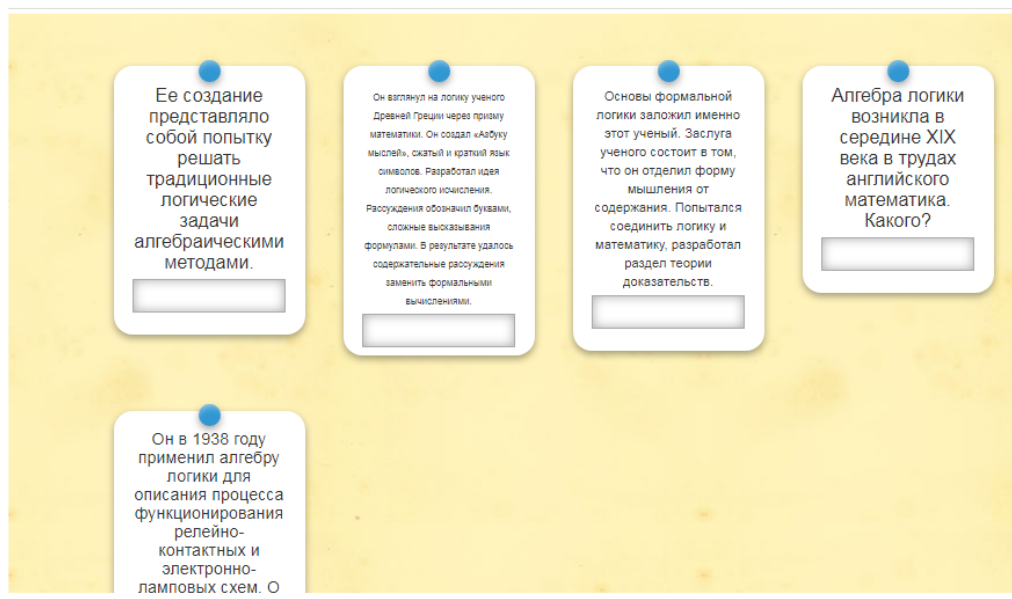 Ее создание
представляло
собой попытку
решать
традиционные
логические
задачи
алгебраическими
методами.
Он взглянул на логику ученого
Древней Греции через призму
математики. Он создал «Азбуку
мыслей», сжатый и краткий язык
символов. Разработал идея
логического исчисления.
Рассуждения обозначил буквами,
сложные высказывания
формулами. В результате удалось
содержательные рассуждения
заменить формальными
вычислениями.
Основы формальной
логики заложил именно
этот ученый. Заслуга
ученого состоит в том,
что он отделил форму
мышления от
содержания. Попытался
соединить логику и
математику, разработал
раздел теории
доказательств.
Алгебра логики
возникла в
середине XIX
века в трудах
английского
математика.
Какого?
Он в 1938 году
применил алгебру
логики для
описания процесса
функционирования
релейно-
контактных и
электронно-
ламповых схем. О